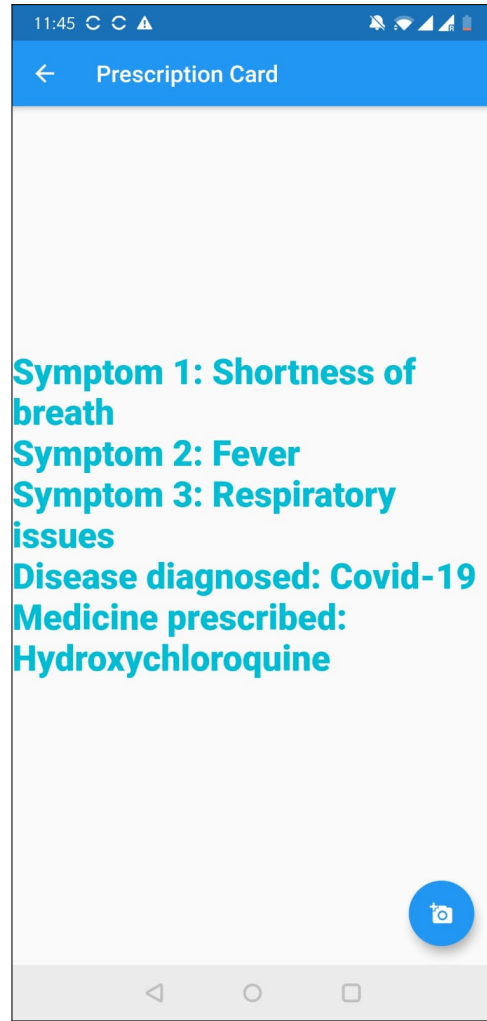 11:45
Prescription Card
Symptom 1: Shortness of
breath
Symptom 2: Fever
Symptom 3: Respiratory
issues
Disease diagnosed: Covid-19
Medicine prescribed:
Hydroxychloroquine